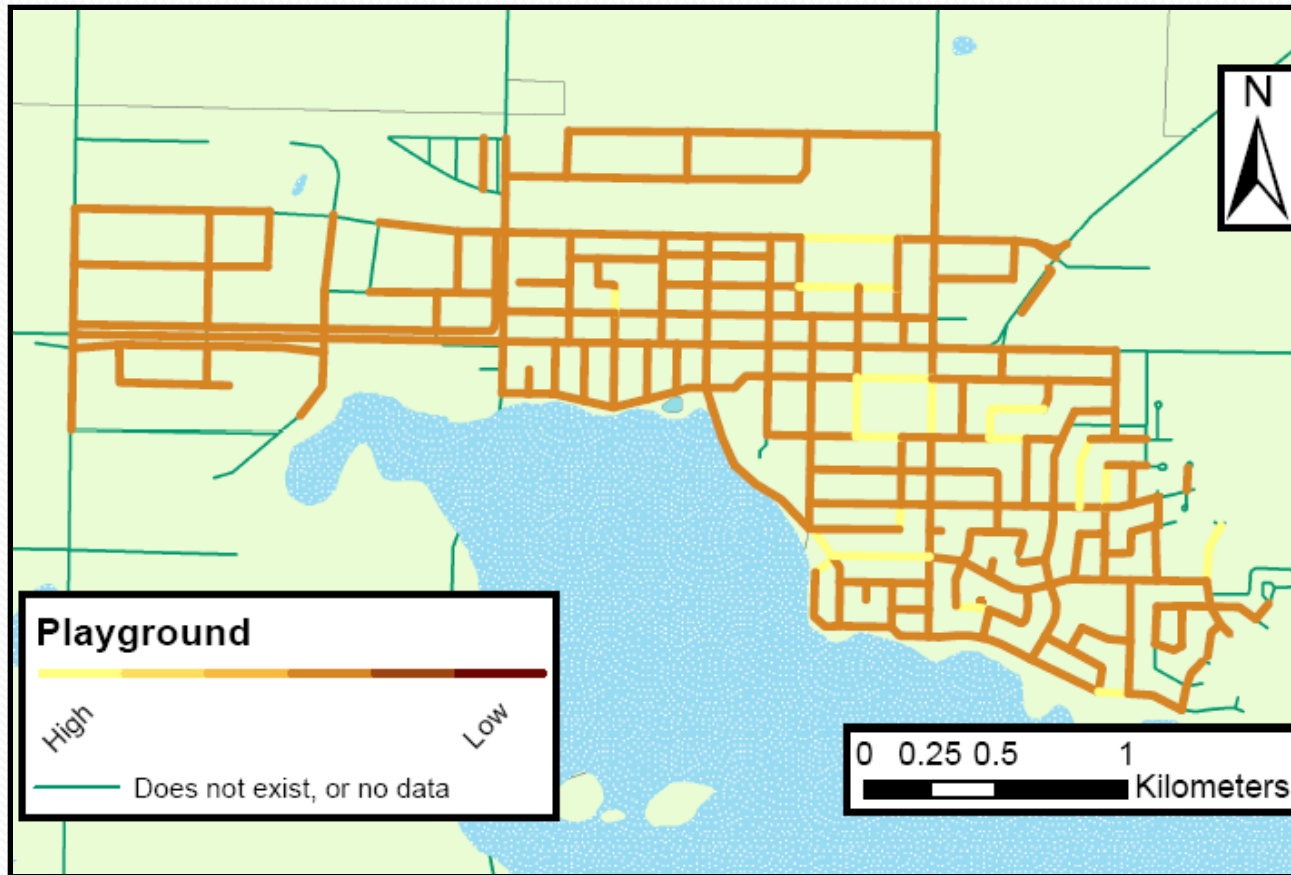 N
Playground
High
Low
Does not exist, or no data
0 0.25 0.5 1
Kilometers